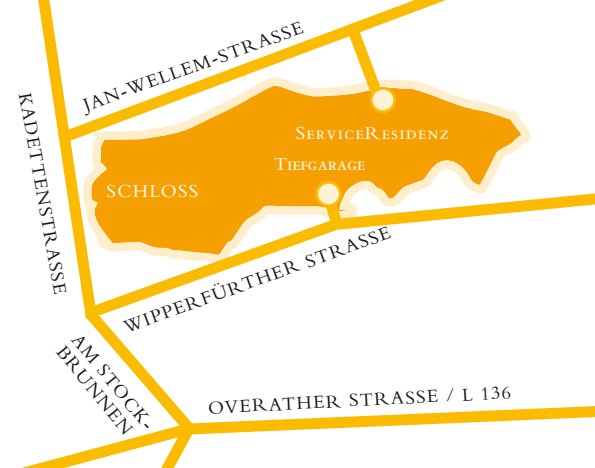 JAN-WELLEM-STRASSE
KADETTENSTRASSE
SERVICERESIDENZ
TIEFGARAGE
SCHLOSS
WIPPERFÜRTHER STRASSE
AM STOCK-
BRUNNEN
OVERATHER STRASSE / L 136